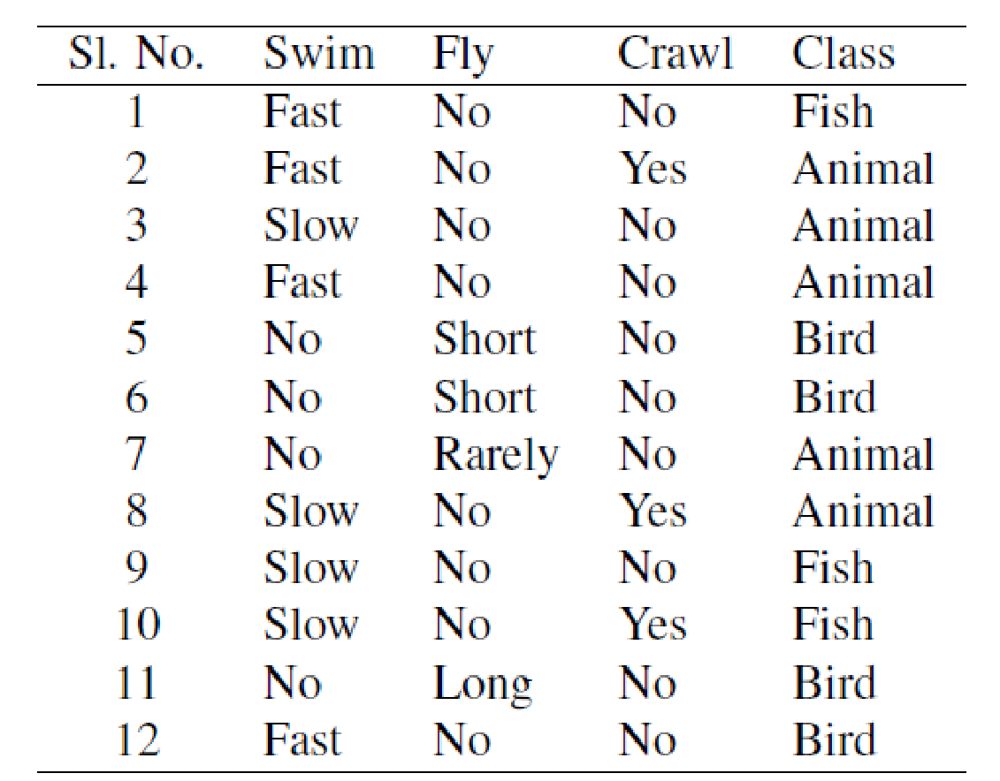 Sl. No. Swim Fly Crawl Class
1 Fast No No Fish
2 Fast No Yes Animal
3 Slow No No Animal
4 Fast No No Animal
5 No Short No Bird
6 No Short No Bird
7 No Rarely No Animal
8 Slow No Yes Animal
9 Slow No No Fish
10 Slow No Yes Fish
11 No Long No Bird
12 Fast No No Bird